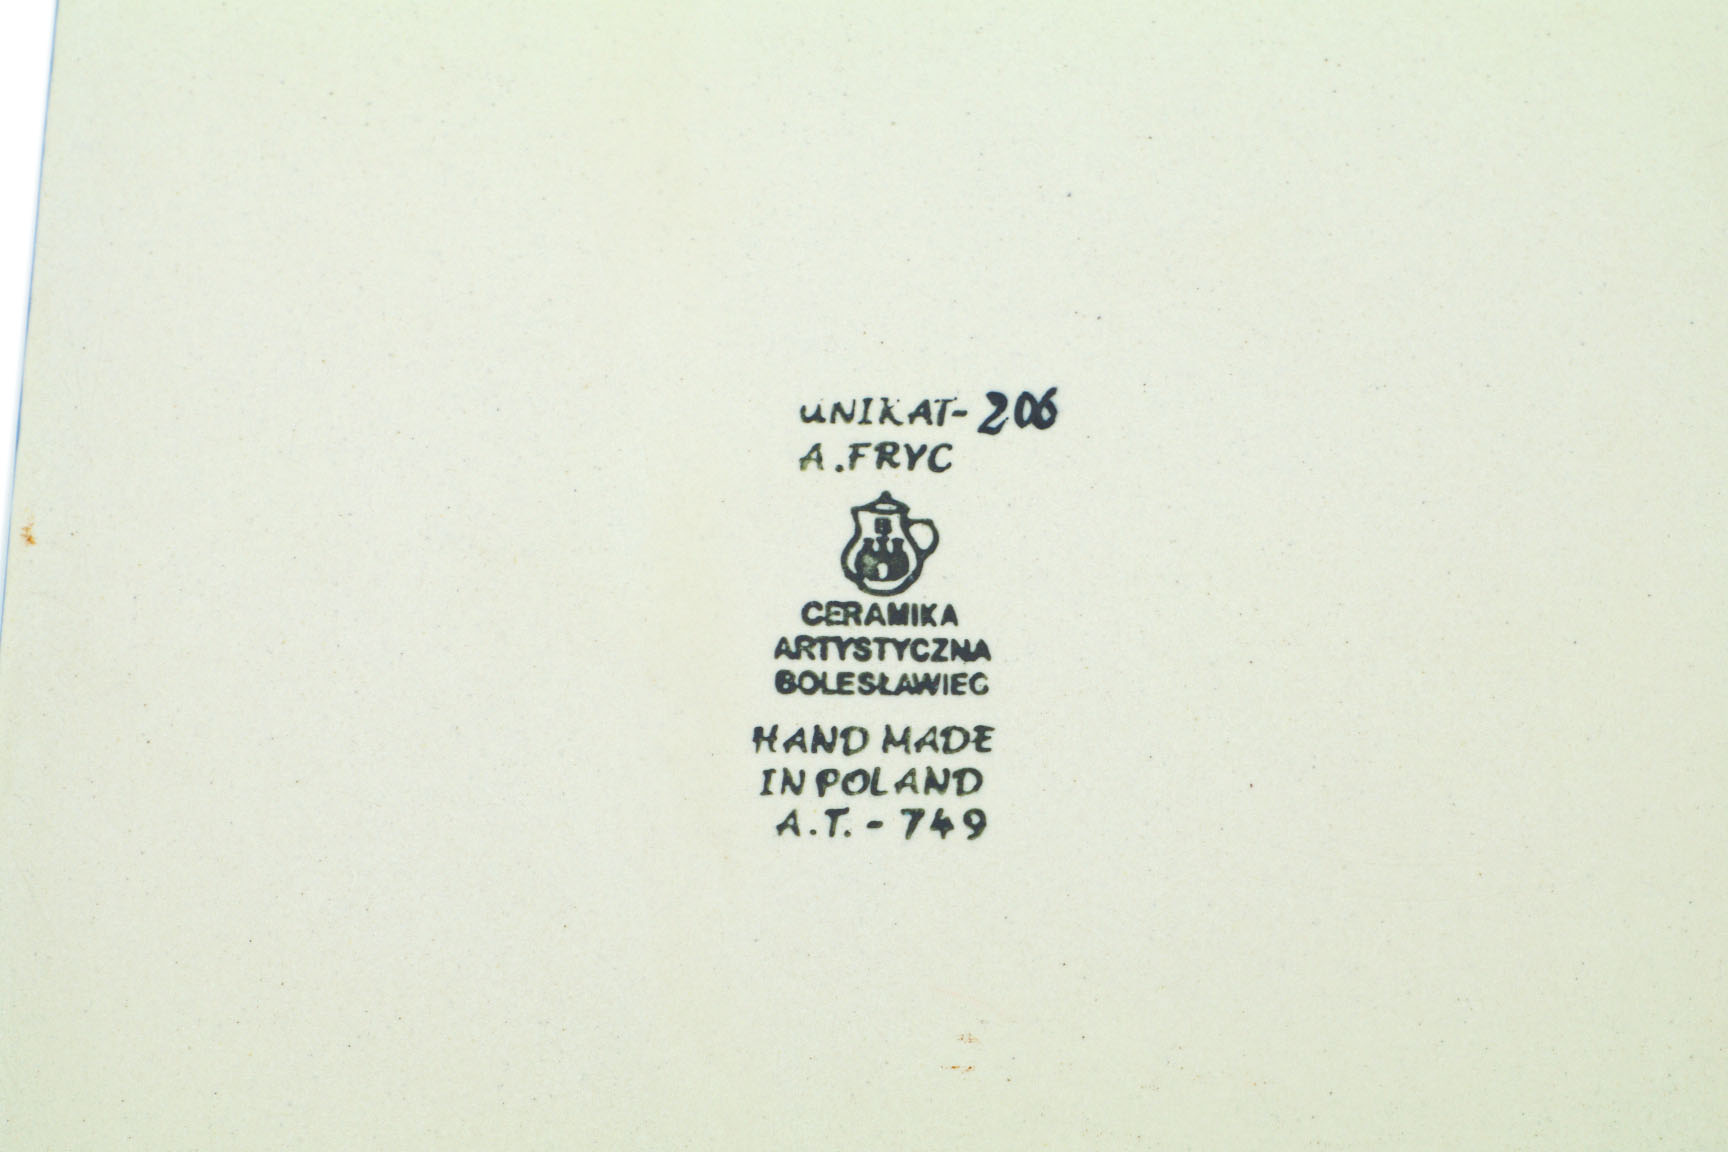 UNIKAT-206
A.FRYC
CERAMIKA
ARTYSTYCZNA
BOLESŁAWIEC
HAND MADE
IN POLAND
A.T. - 749